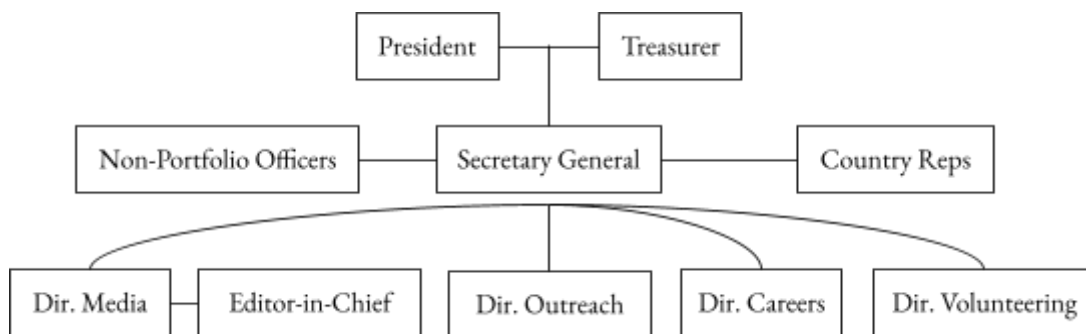 President
Treasurer
Non-Portfolio Officers
Secretary General
Country Reps
Dir. Media
Editor-in-Chief
Dir. Outreach
Dir. Careers
Dir. Volunteering